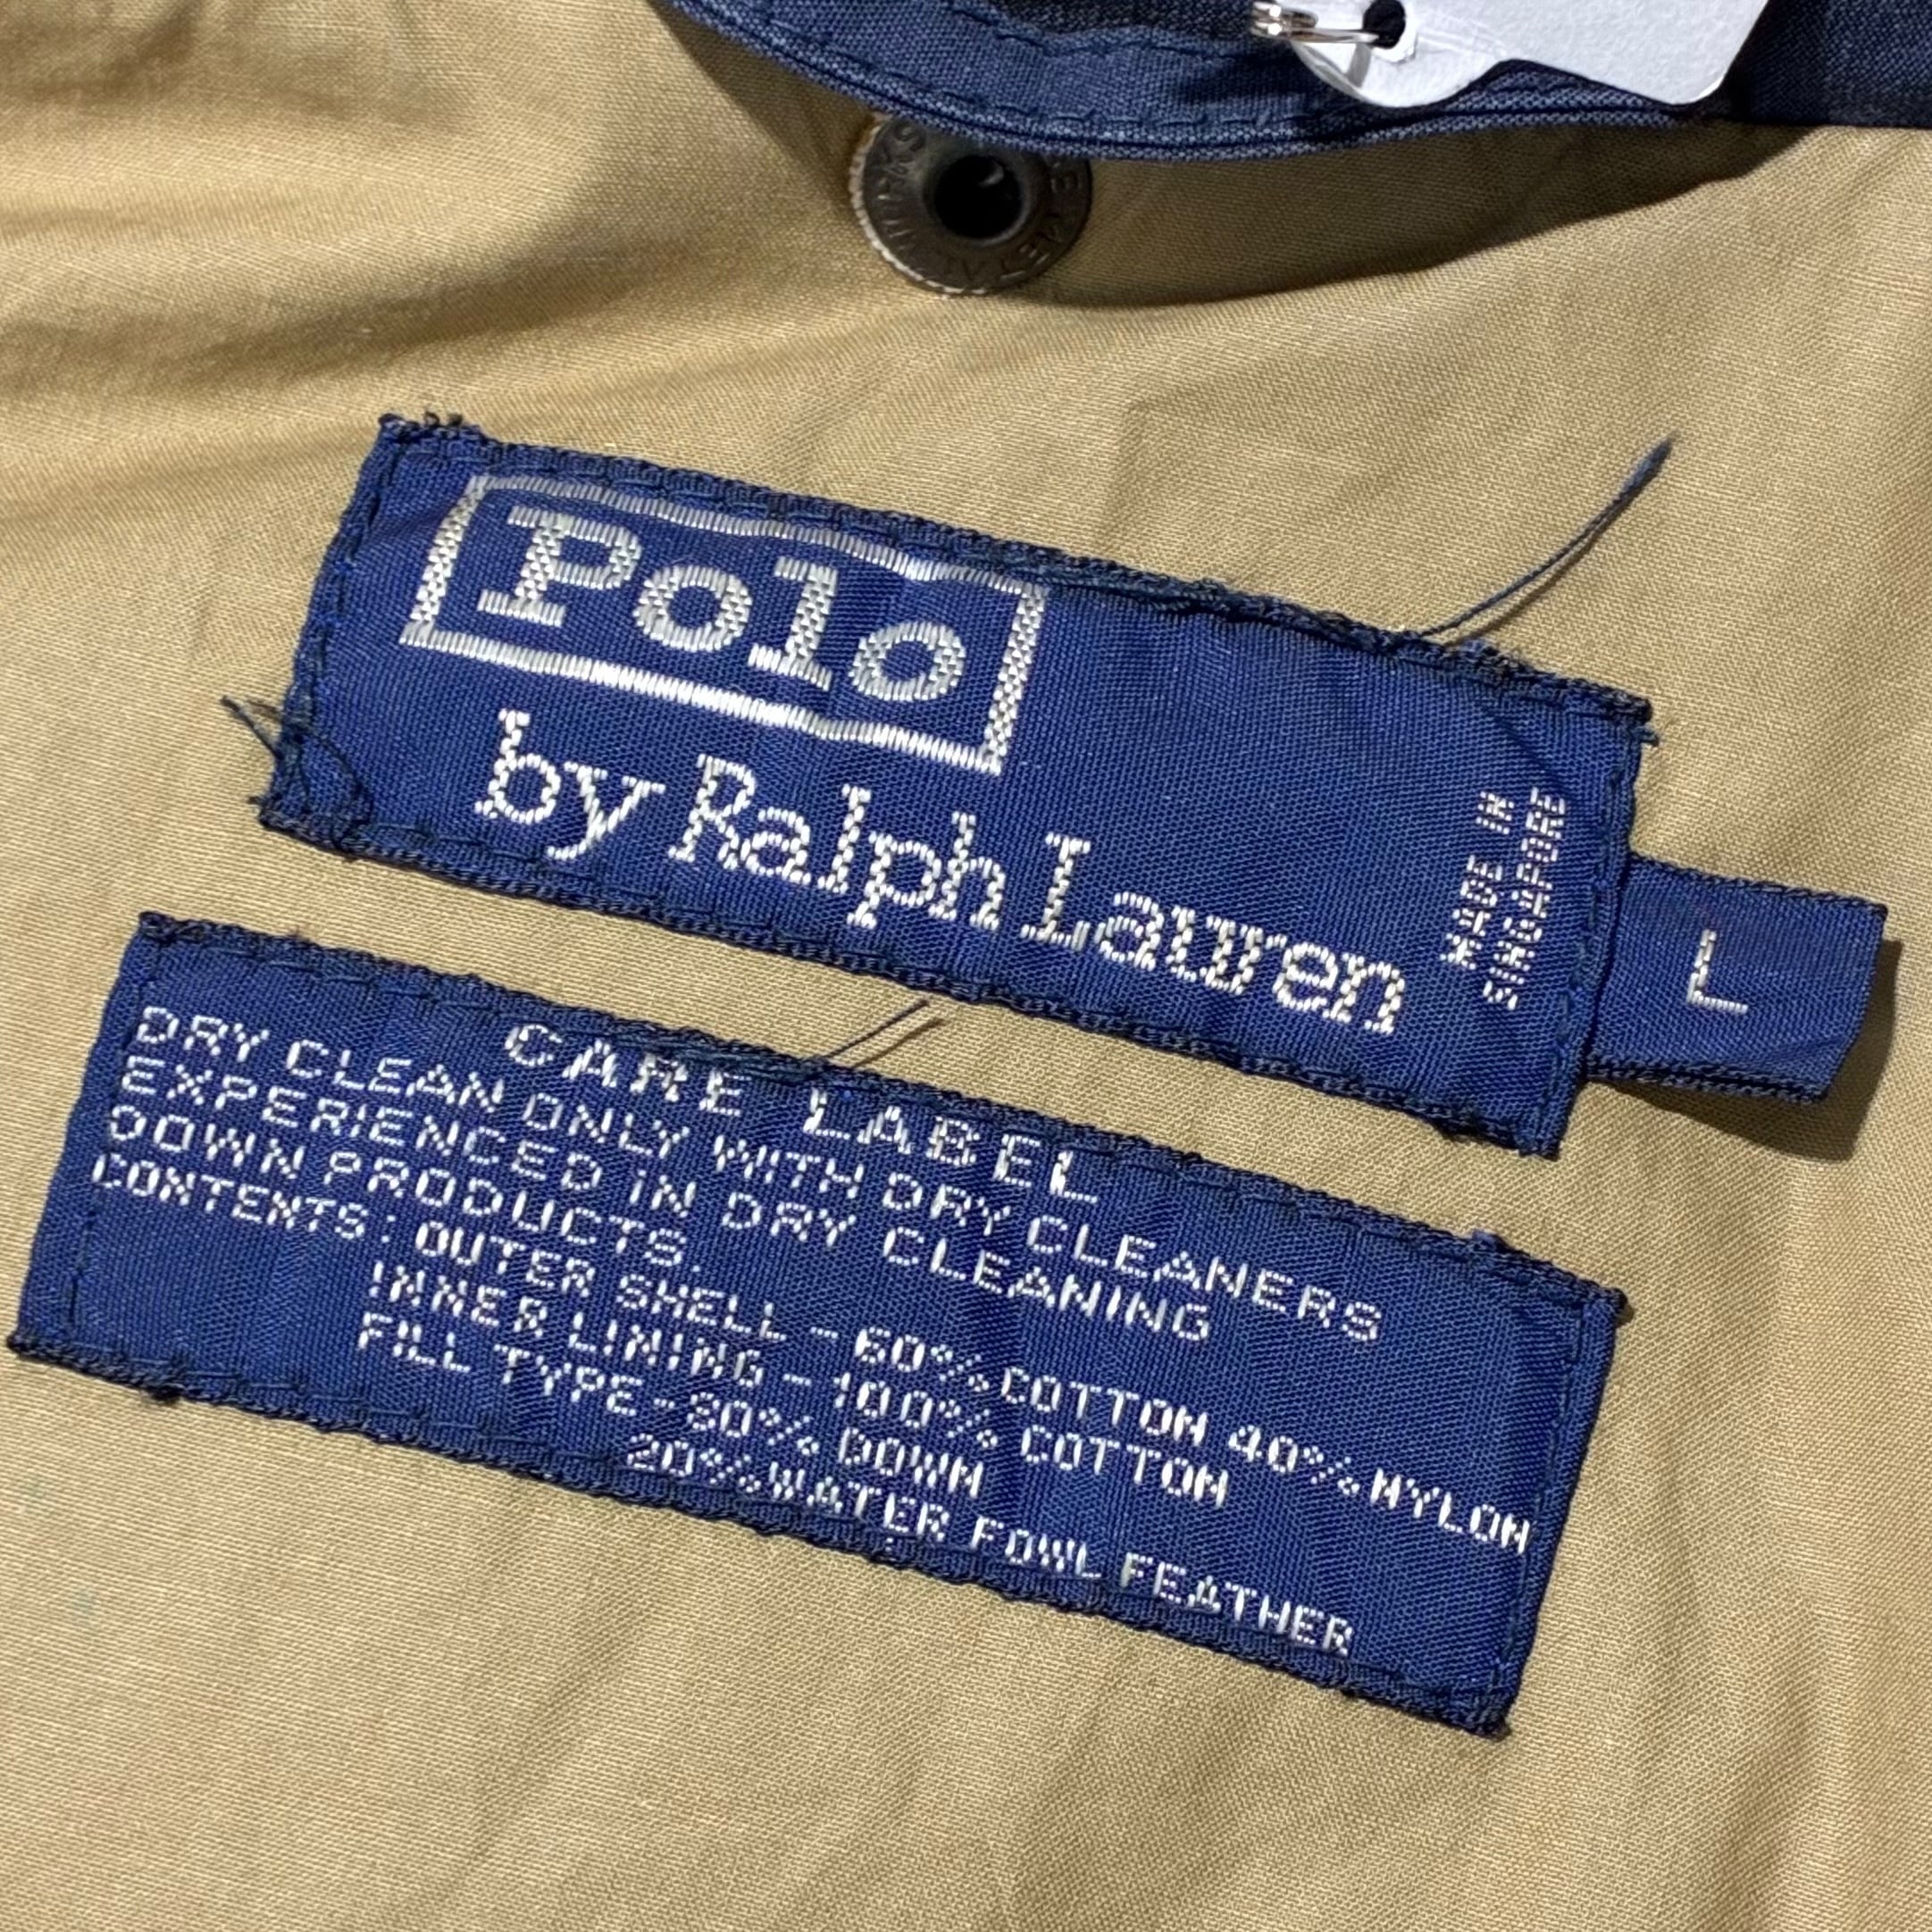 Polo
by Ralph Lauren
MADE IN
SINGAPORE
L
CARE LABEL
DRY CLEAN ONLY WITH DRY CLEANERS
EXPERIENCED IN DRY CLEANING
DOWN PRODUCTS.
CONTENTS: OUTER SHELL - 60% COTTON 40% NYLON
INNER LINING - 100% COTTON
FILL TYPE - 80% DOWN
20% WATER FOWL FEATHER